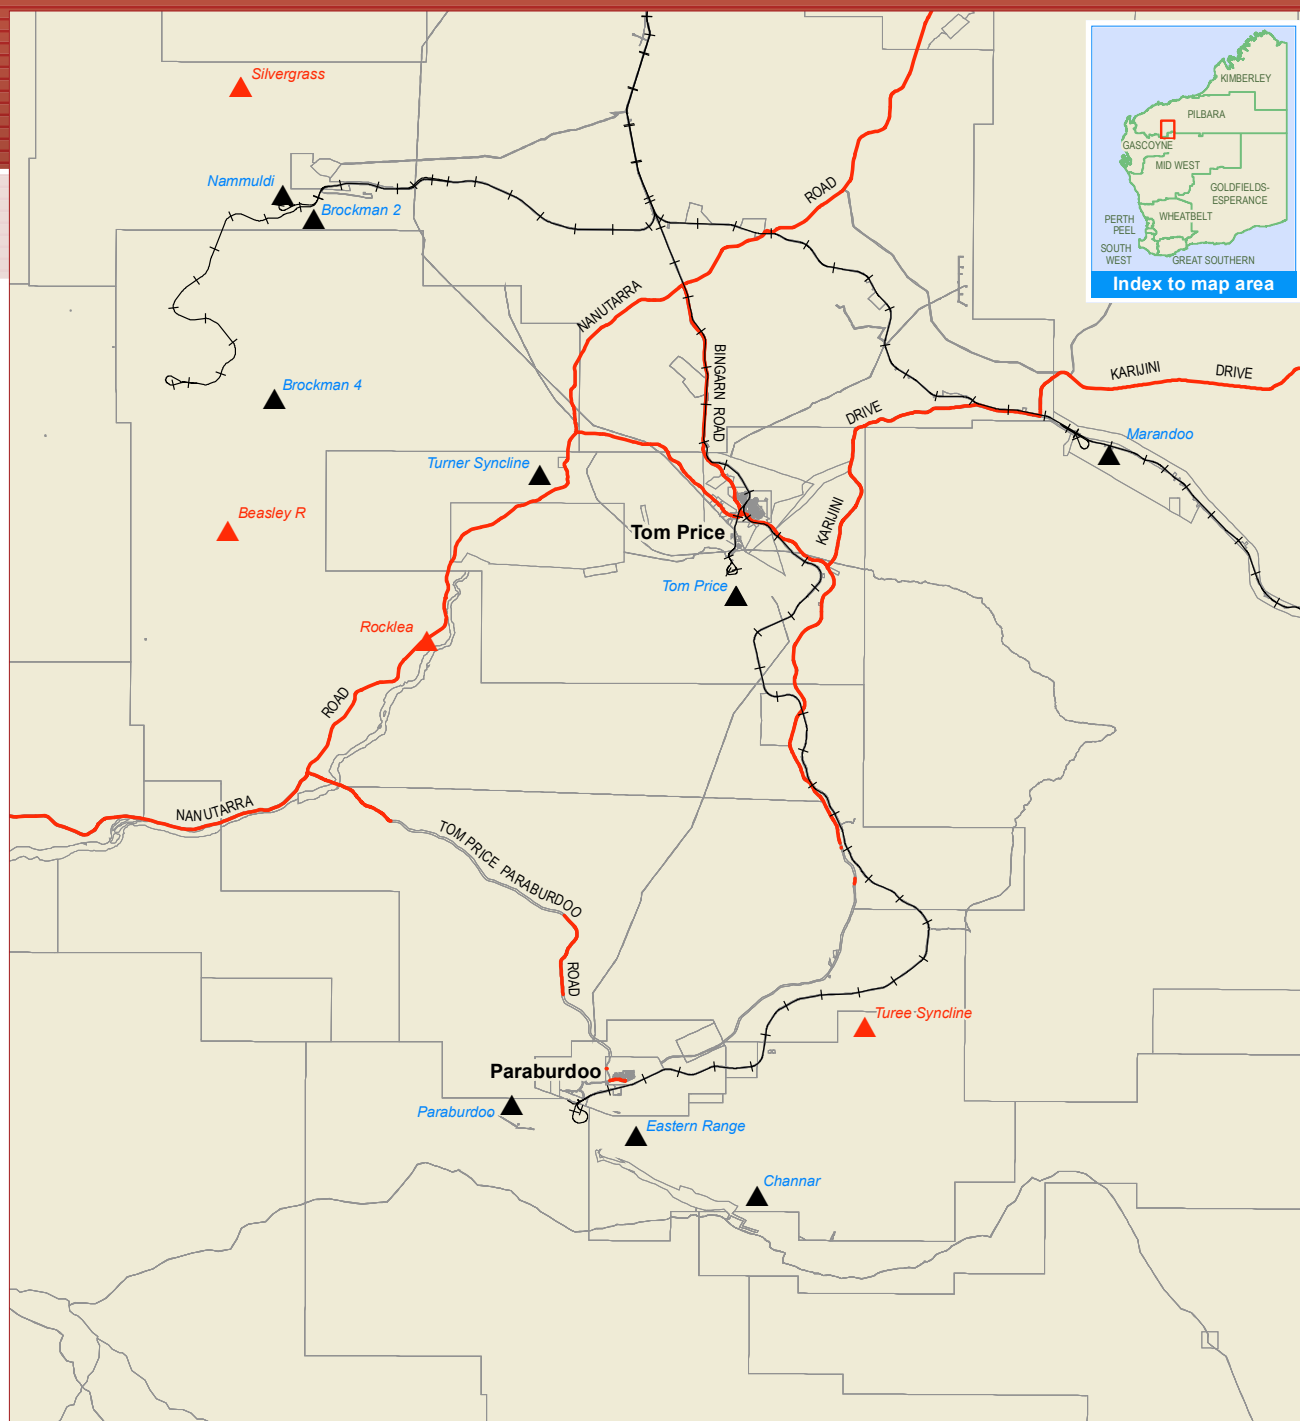 Silvergrass
KIMBERLEY
PILBARA
GASCOYNE
MID WEST
GOLDFIELDS-
ESPERANCE
PERTH
PEEL
WHEATBELT
SOUTH
WEST
GREAT SOUTHERN
Index to map area
Nammuldi
Brockman 2
ROAD
NANUTARRA
BINGARN ROAD
KARIJINI
DRIVE
Brockman 4
DRIVE
Marandoo
Turner Syncline
Beasley R
KARIJINI
Tom Price
Tom Price
Rocklea
ROAD
NANUTARRA
TOM PRICE PARABURDOO
ROAD
Turee Syncline
Paraburdoo
Paraburdoo
Eastern Range
Channar